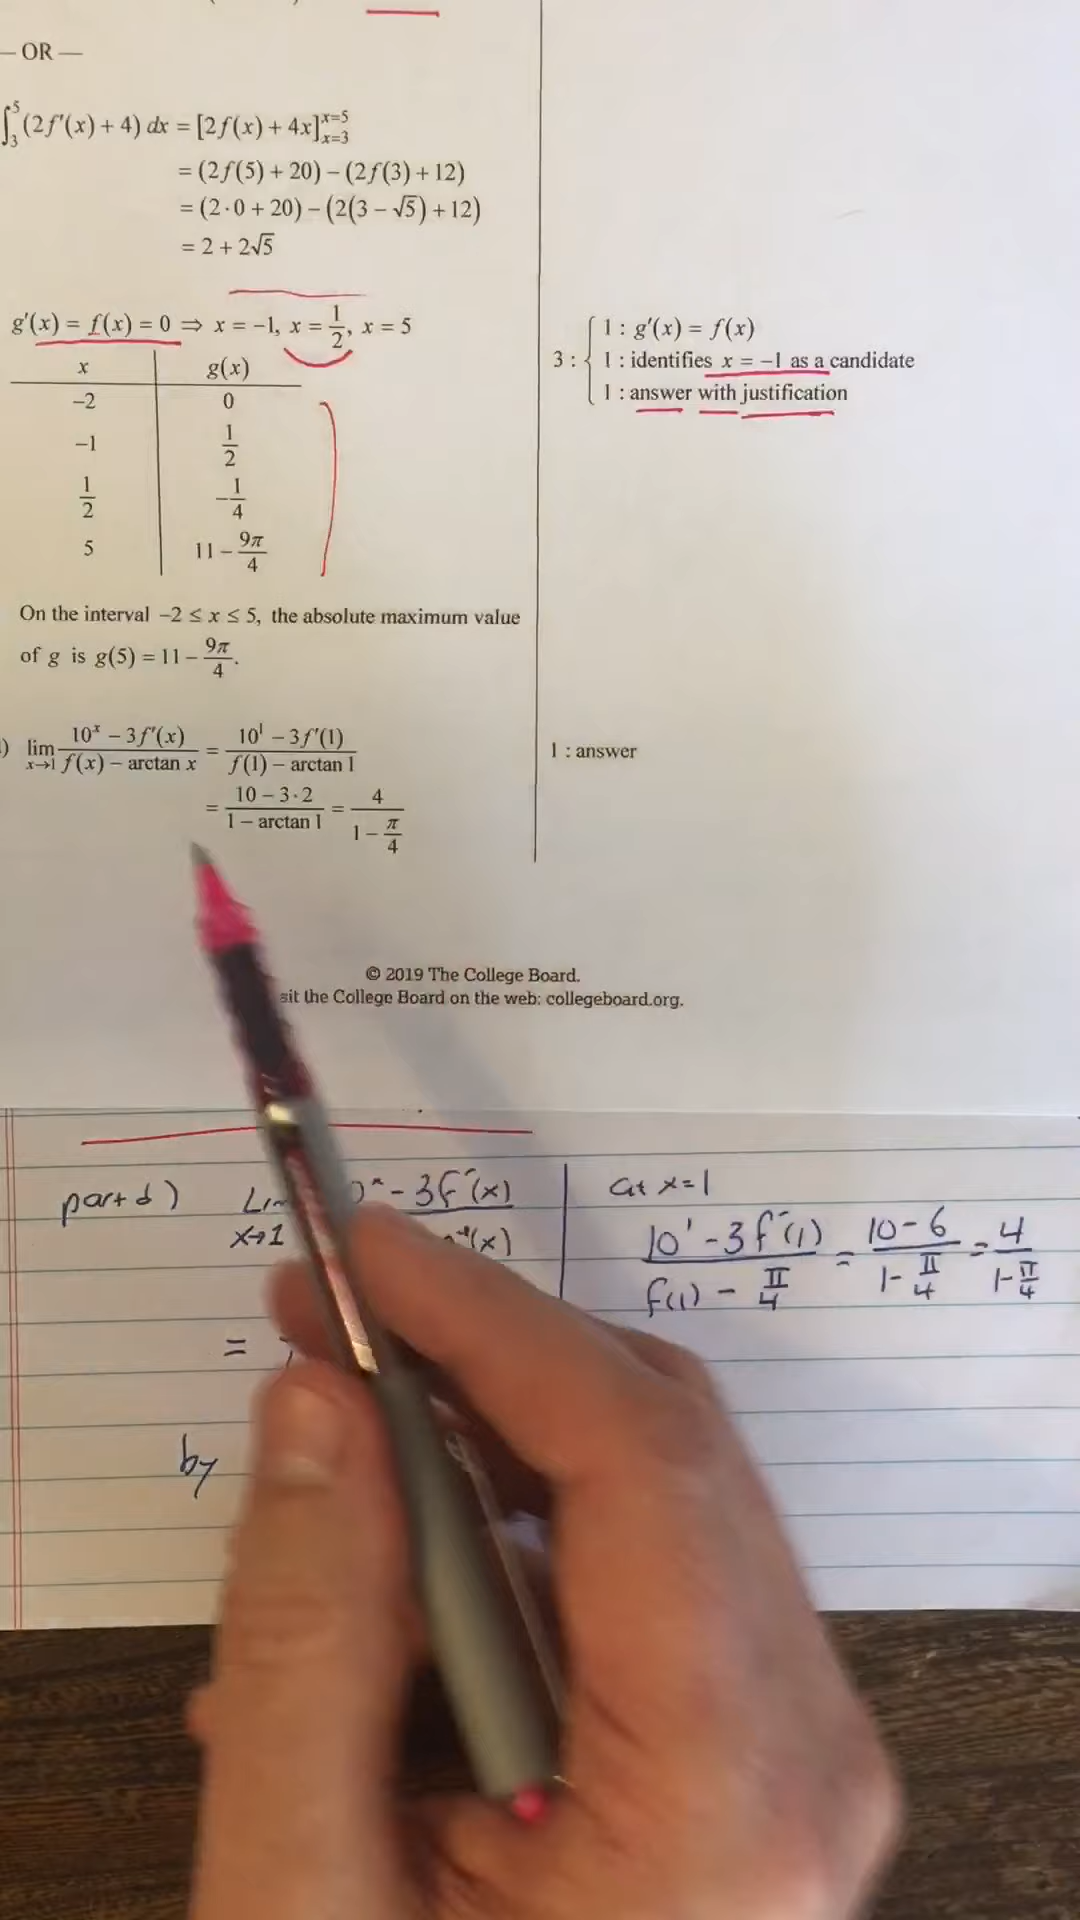 — OR —
∫₃⁵ (2f′(x) + 4) dx = [2f(x) + 4x]ₓ₌₃ˣ⁼⁵
= (2f(5) + 20) − (2f(3) + 12)
= (2·0 + 20) − (2(3 − √5) + 12)
= 2 + 2√5
g′(x) = f(x) = 0 ⇒ x = −1, x = 1/2, x = 5
x g(x)
−2 0
−1 1/2
1/2 −1/4
5 11 − 9π/4
3 : { 1 : g′(x) = f(x)
1 : identifies x = −1 as a candidate
1 : answer with justification
On the interval −2 ≤ x ≤ 5, the absolute maximum value
of g is g(5) = 11 − 9π/4.
) lim x→1 (10ˣ − 3f′(x))/(f(x) − arctan x) = (10¹ − 3f′(1))/(f(1) − arctan 1)
= (10 − 3·2)/(1 − arctan 1) = 4/(1 − π/4)
1 : answer
© 2019 The College Board.
sit the College Board on the web: collegeboard.org.
part d) x→1 - 3f′(x) (x)
=
by
at x=1
(10' - 3f′(1))/(f(1) - π/4) = (10-6)/(1-π/4) = 4/(1-π/4)